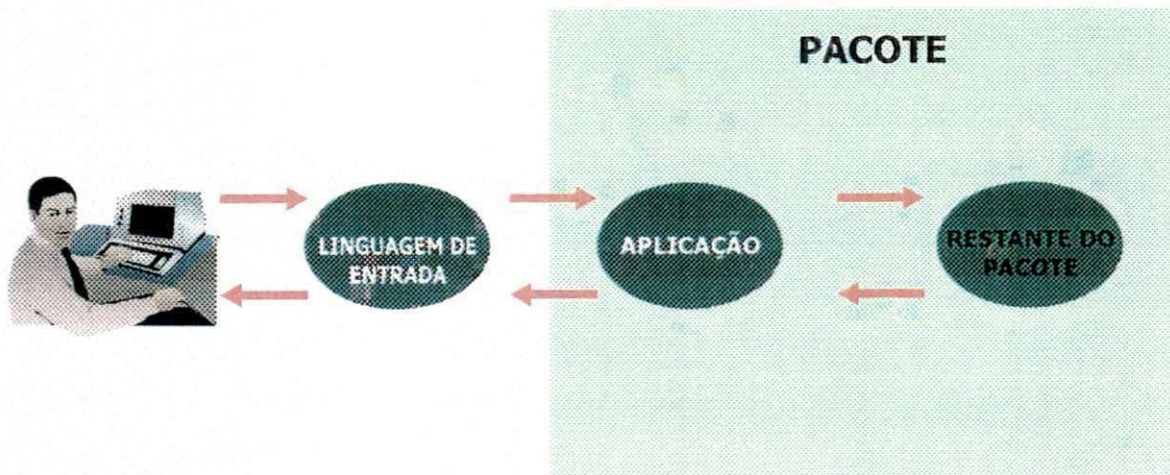 PACOTE
LINGUAGEM DE
ENTRADA
APLICAÇÃO
RESTANTE DO
PACOTE